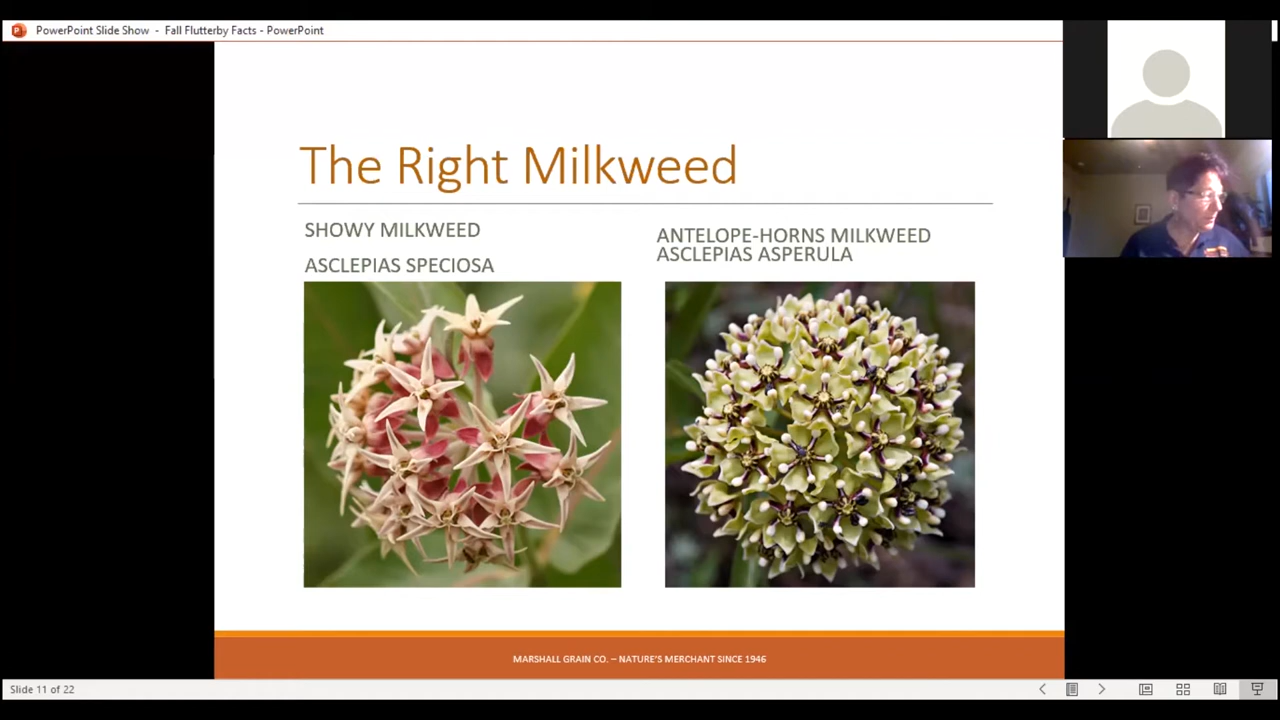 PowerPoint Slide Show - Fall Flutterby Facts - PowerPoint
The Right Milkweed
SHOWY MILKWEED
ASCLEPIAS SPECIOSA
ANTELOPE-HORNS MILKWEED
ASCLEPIAS ASPERULA
MARSHALL GRAIN CO. – NATURE'S MERCHANT SINCE 1946
Slide 11 of 22